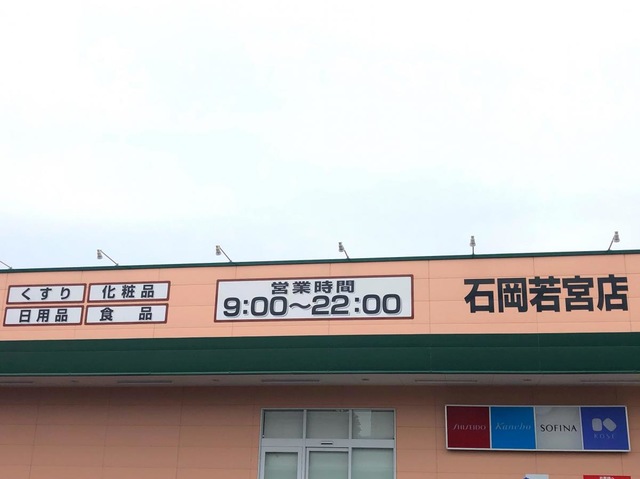 くすり 化粧品
日用品 食品
営業時間
9:00～22:00
石岡若宮店
SHISEIDO Kanebo SOFINA KOSÉ